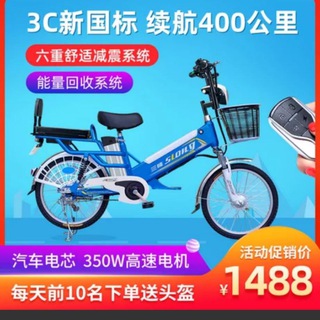 3C新国标 续航400公里
六重舒适减震系统
能量回收系统
SLDILY
汽车电芯 350W高速电机
活动促销价
¥1488
每天前10名下单送头盔